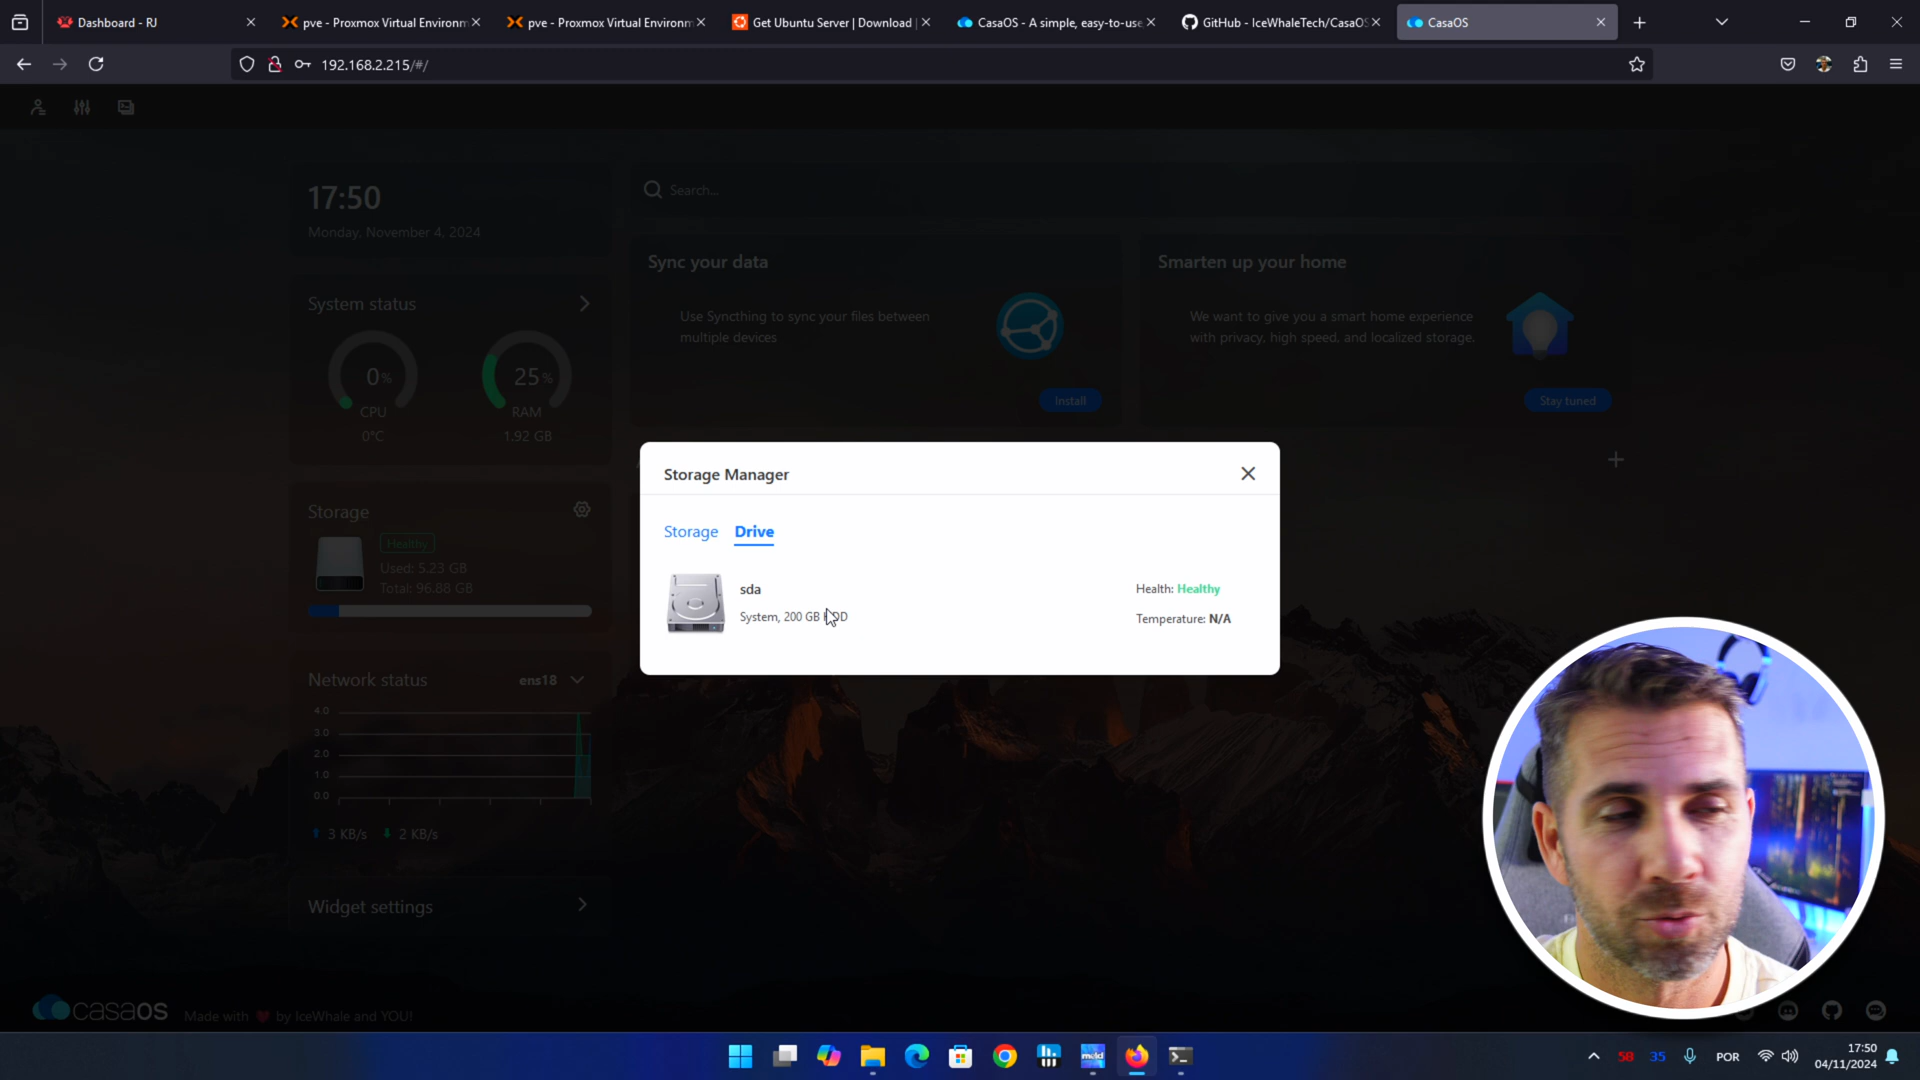 Dashboard - RJ
pve - Proxmox Virtual Environm
pve - Proxmox Virtual Environm
Get Ubuntu Server | Download |
CasaOS - A simple, easy-to-use
GitHub - IceWhaleTech/CasaOS
CasaOS
192.168.2.215/#/
17:50
Monday, November 4, 2024
Search...
System status
0%
CPU
0°C
25%
RAM
1.92 GB
Sync your data
Use Syncthing to sync your files between
multiple devices
Install
Smarten up your home
We want to give you a smart home experience
with privacy, high speed, and localized storage.
Stay tuned
Storage
Healthy
Used: 5.23 GB
Total: 96.88 GB
Storage Manager
Storage Drive
sda
System, 200 GB HDD
Health: Healthy
Temperature: N/A
Network status
ens18
4.0
3.0
2.0
1.0
0.0
3 KB/s 2 KB/s
Widget settings
casaos
Made with ❤ by IceWhale and YOU!
58
35
POR
17:50
04/11/2024